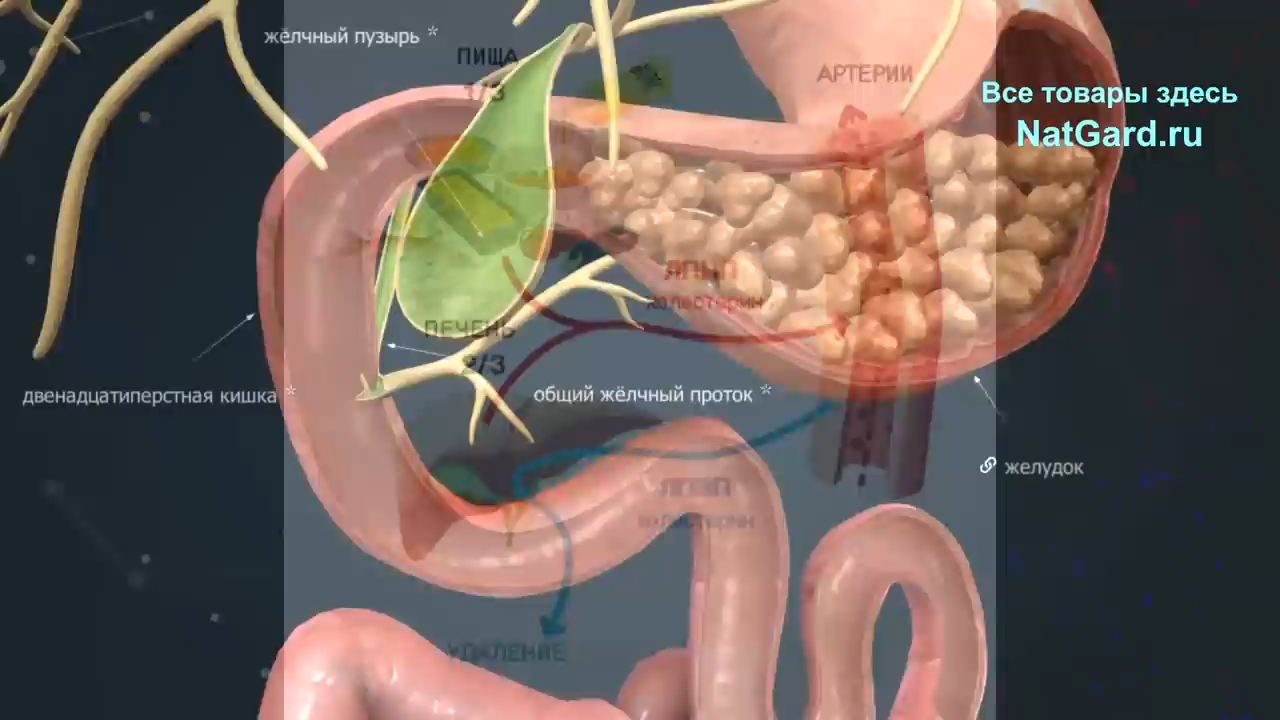 жёлчный пузырь *
ПИЩА
1/3
АРТЕРИИ
Все товары здесь
NatGard.ru
ЛПНП
холестерин
ПЕЧЕНЬ
2/3
двенадцатиперстная кишка *
общий жёлчный проток *
желудок
холестерин
УДАЛЕНИЕ